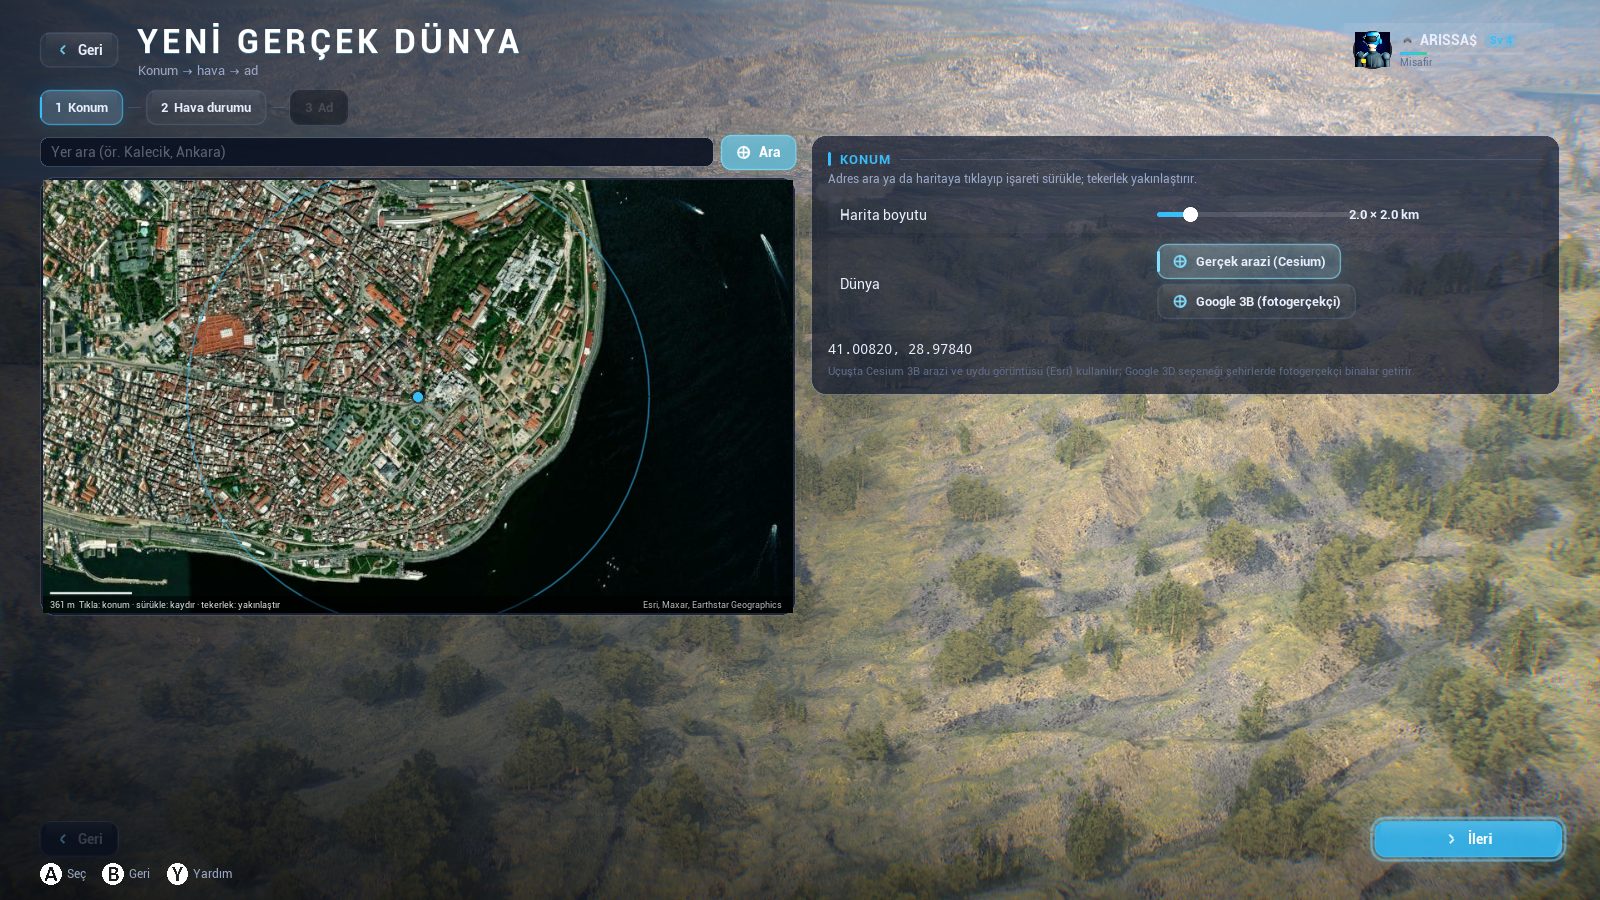 Geri
YENİ GERÇEK DÜNYA
Konum → hava → ad
ARISSA$ Sv 4
Misafir
1 Konum
2 Hava durumu
3 Ad
Yer ara (ör. Kalecik, Ankara)
Ara
KONUM
Adres ara ya da haritaya tıklayıp işareti sürükle; tekerlek yakınlaştırır.
Harita boyutu
2.0 × 2.0 km
Dünya
Gerçek arazi (Cesium)
Google 3B (fotogerçekçi)
41.00820, 28.97840
Uçuşta Cesium 3B arazi ve uydu görüntüsü (Esri) kullanılır; Google 3D seçeneği şehirlerde fotogerçekçi binalar getirir.
361 m Tıkla: konum · sürükle: kaydır · tekerlek: yakınlaştır
Esri, Maxar, Earthstar Geographics
Geri
İleri
A Seç B Geri Y Yardım